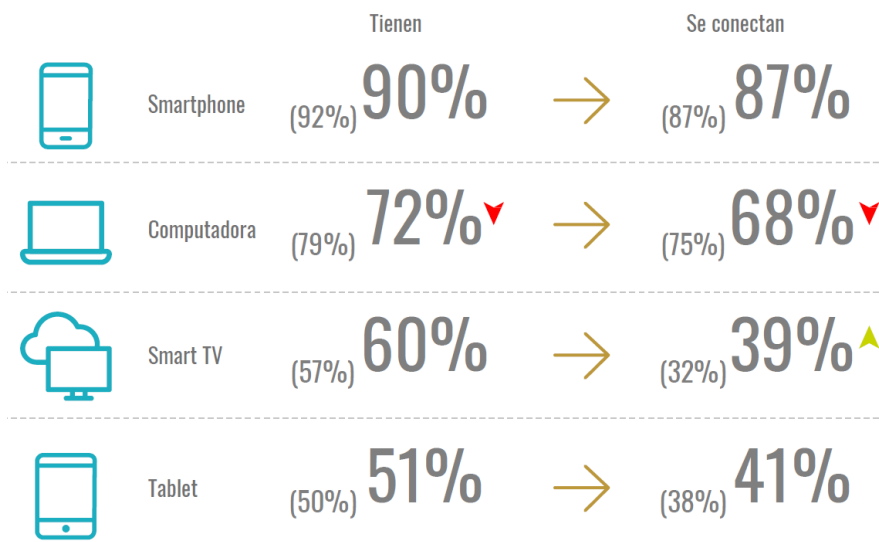 Tienen Se conectan
Smartphone (92%) 90% (87%) 87%
Computadora (79%) 72% (75%) 68%
Smart TV (57%) 60% (32%) 39%
Tablet (50%) 51% (38%) 41%